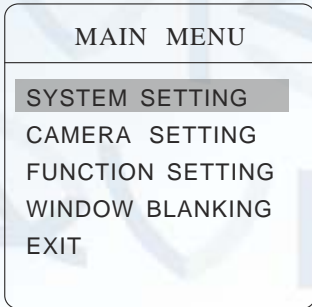 MAIN MENU
SYSTEM SETTING
CAMERA SETTING
FUNCTION SETTING
WINDOW BLANKING
EXIT